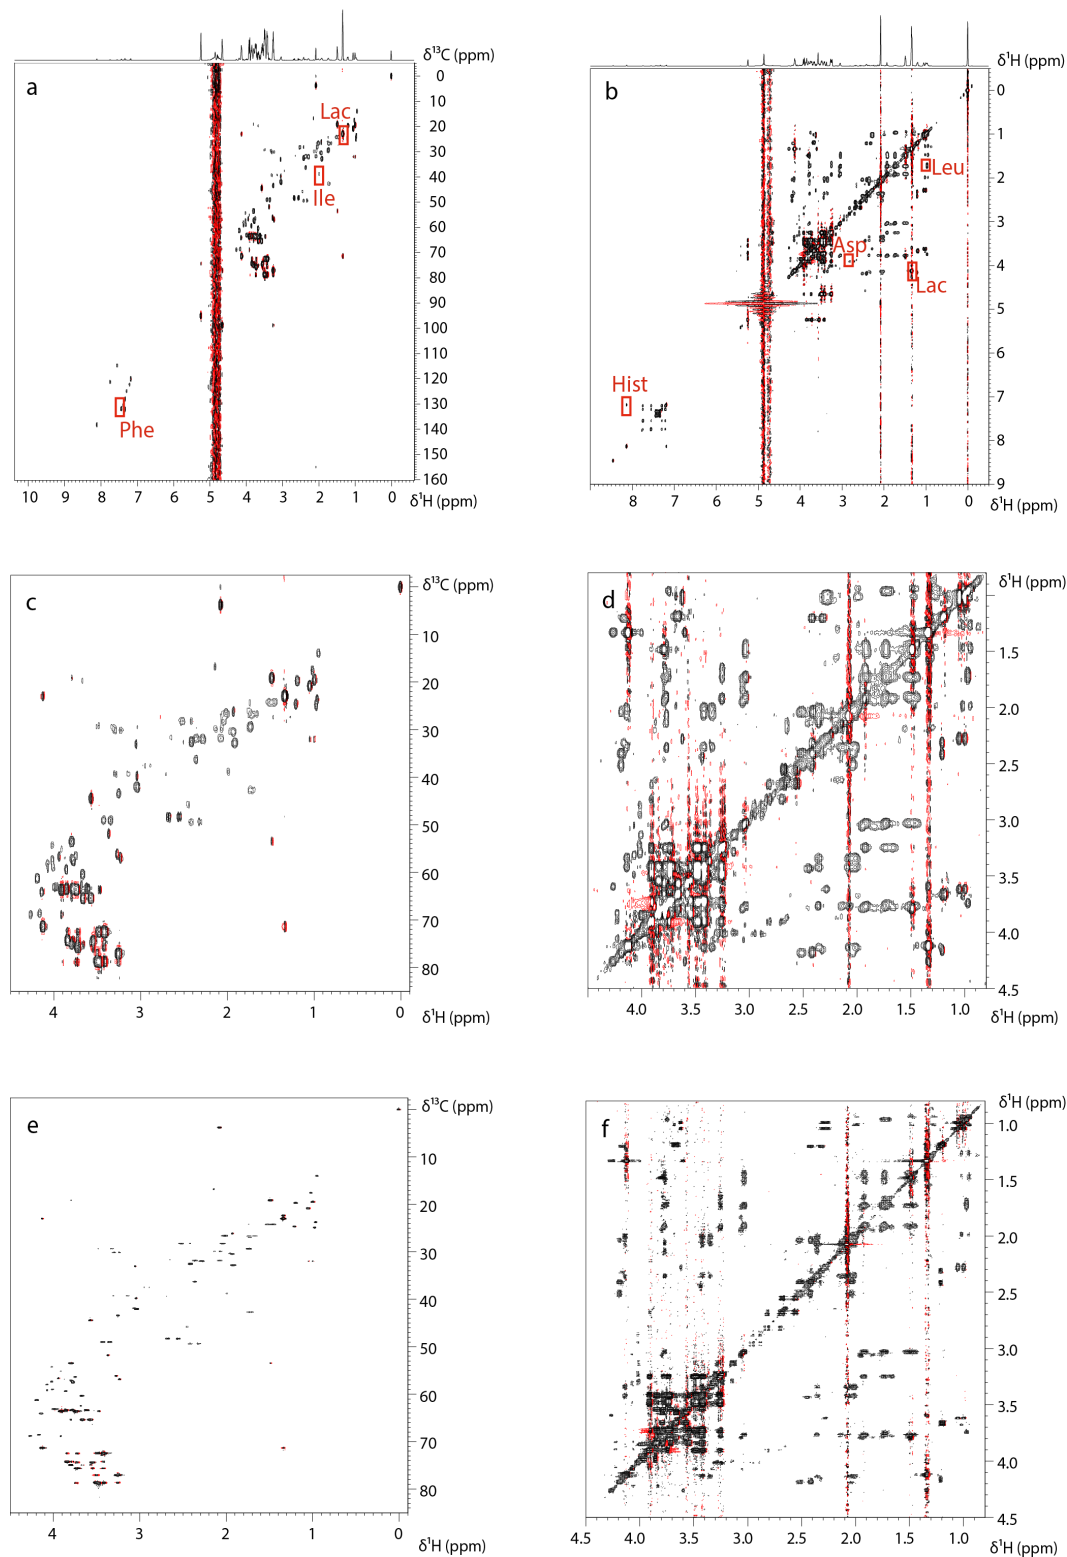 δ¹³C (ppm)
a
Lac
Ile
Phe
0
10
20
30
40
50
60
70
80
90
100
110
120
130
140
150
160
10 9 8 7 6 5 4 3 2 1 0
δ¹H (ppm)
δ¹H (ppm)
b
Leu
Asp
Lac
Hist
0
1
2
3
4
5
6
7
8
9
8 7 6 5 4 3 2 1 0
δ¹H (ppm)
c
δ¹³C (ppm)
10
20
30
40
50
60
70
80
4 3 2 1 0
δ¹H (ppm)
d
δ¹H (ppm)
1.5
2.0
2.5
3.0
3.5
4.0
4.5
4.0 3.5 3.0 2.5 2.0 1.5 1.0
δ¹H (ppm)
e
δ¹³C (ppm)
10
20
30
40
50
60
70
80
4 3 2 1 0
δ¹H (ppm)
f
δ¹H (ppm)
1.0
1.5
2.0
2.5
3.0
3.5
4.0
4.5
4.0 3.5 3.0 2.5 2.0 1.5 1.0
δ¹H (ppm)